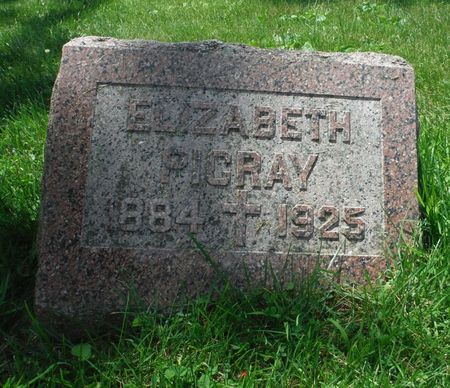 ELIZABETH
PICRAY
1884 ✝ 1925